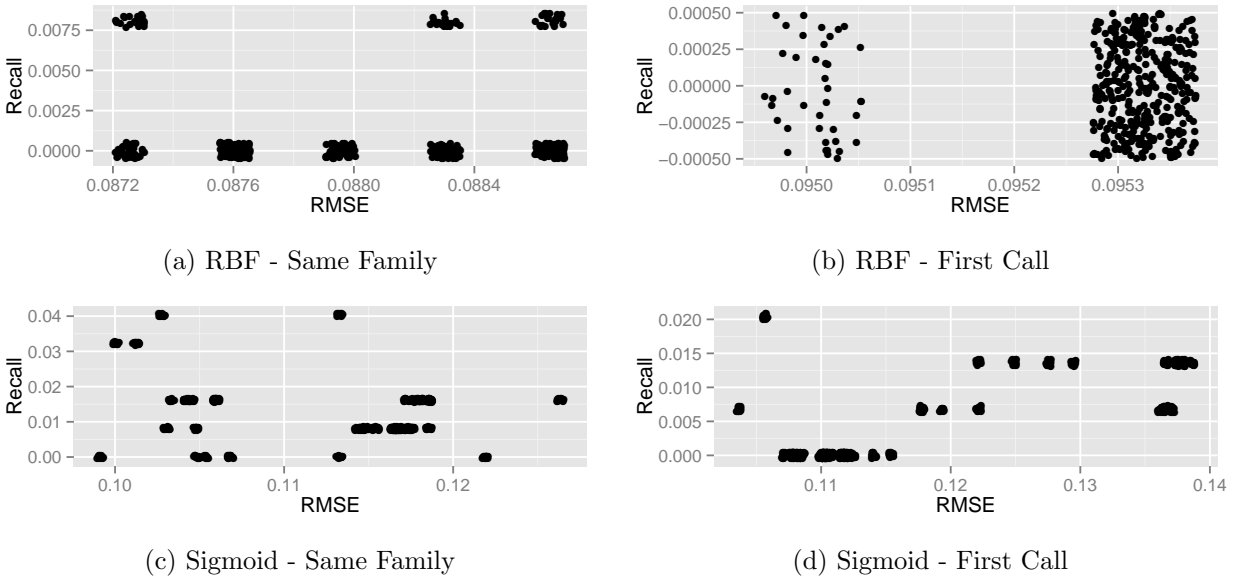 0.0075
0.0050
0.0025
0.0000
Recall
0.0872 0.0876 0.0880 0.0884
RMSE
(a) RBF - Same Family
0.00050
0.00025
0.00000
−0.00025
−0.00050
Recall
0.0950 0.0951 0.0952 0.0953
RMSE
(b) RBF - First Call
0.04
0.03
0.02
0.01
0.00
Recall
0.10 0.11 0.12
RMSE
(c) Sigmoid - Same Family
0.020
0.015
0.010
0.005
0.000
Recall
0.11 0.12 0.13 0.14
RMSE
(d) Sigmoid - First Call